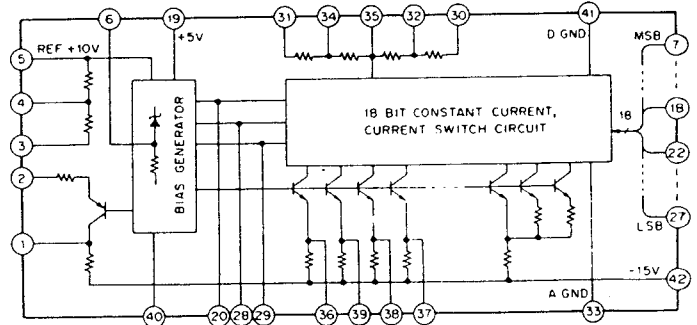 6 19 31 34 35 32 30 41
+5V
5 REF +10V D GND MSB 7
4 BIAS GENERATOR 18 BIT CONSTANT CURRENT, 18 18
CURRENT SWITCH CIRCUIT
3 22
2
1 LSB 27
-15V 42
A GND
40 20 28 29 36 39 38 37 33